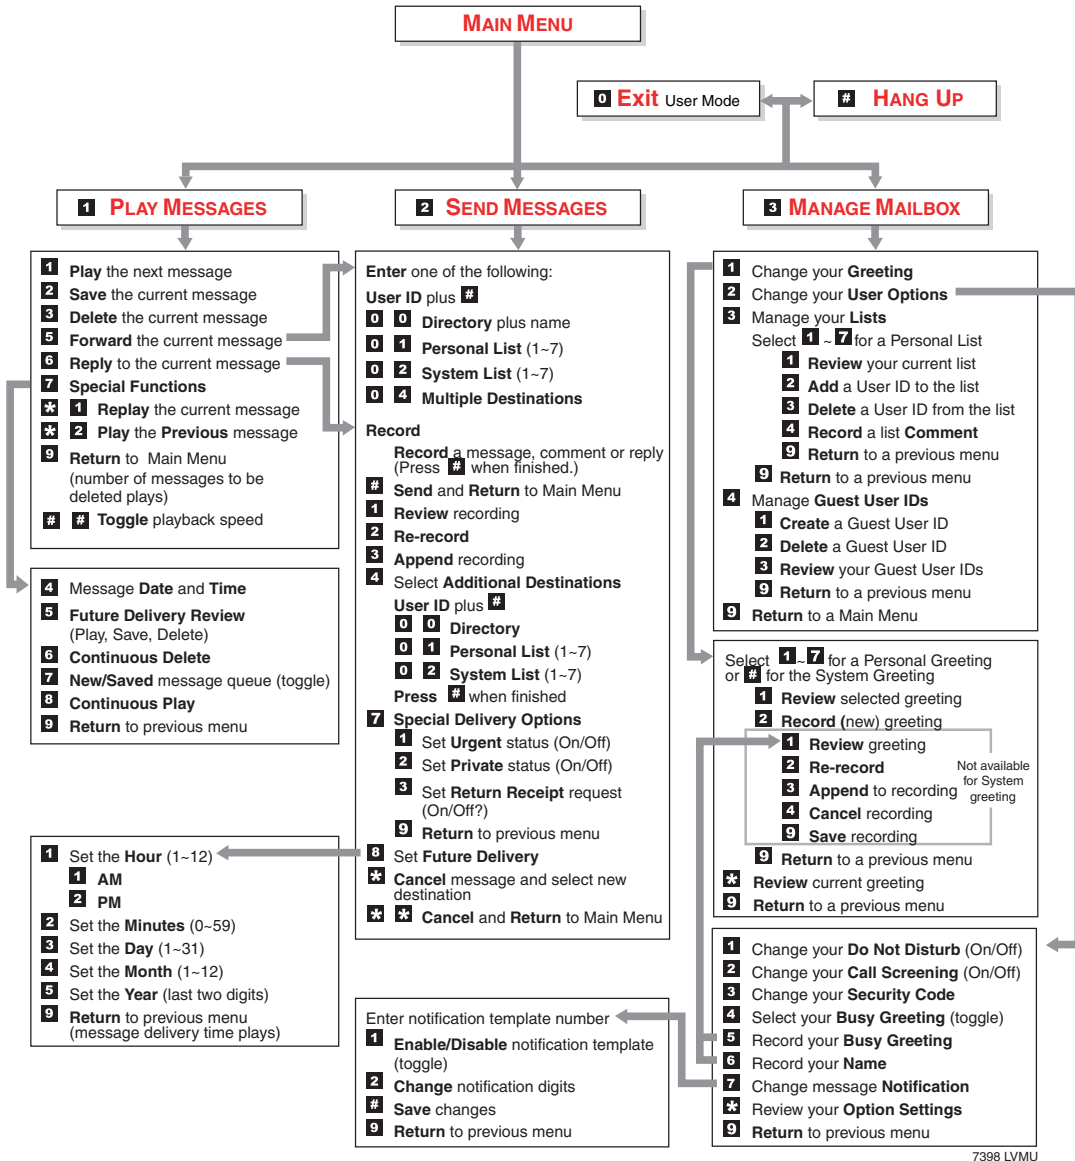 MAIN MENU
0 Exit User Mode
# HANG UP
1 PLAY MESSAGES
2 SEND MESSAGES
3 MANAGE MAILBOX
1 Play the next message
2 Save the current message
3 Delete the current message
5 Forward the current message
6 Reply to the current message
7 Special Functions
* 1 Replay the current message
* 2 Play the Previous message
9 Return to Main Menu
(number of messages to be
deleted plays)
# # Toggle playback speed
4 Message Date and Time
5 Future Delivery Review
(Play, Save, Delete)
6 Continuous Delete
7 New/Saved message queue (toggle)
8 Continuous Play
9 Return to previous menu
1 Set the Hour (1~12)
1 AM
2 PM
2 Set the Minutes (0~59)
3 Set the Day (1~31)
4 Set the Month (1~12)
5 Set the Year (last two digits)
9 Return to previous menu
(message delivery time plays)
Enter one of the following:
User ID plus #
0 0 Directory plus name
0 1 Personal List (1~7)
0 2 System List (1~7)
0 4 Multiple Destinations
Record
Record a message, comment or reply
(Press # when finished.)
# Send and Return to Main Menu
1 Review recording
2 Re-record
3 Append recording
4 Select Additional Destinations
User ID plus #
0 0 Directory
0 1 Personal List (1~7)
0 2 System List (1~7)
Press # when finished
7 Special Delivery Options
1 Set Urgent status (On/Off)
2 Set Private status (On/Off)
3 Set Return Receipt request
(On/Off?)
9 Return to previous menu
8 Set Future Delivery
* Cancel message and select new
destination
* * Cancel and Return to Main Menu
Enter notification template number
1 Enable/Disable notification template
(toggle)
2 Change notification digits
# Save changes
9 Return to previous menu
1 Change your Greeting
2 Change your User Options
3 Manage your Lists
Select 1 ~ 7 for a Personal List
1 Review your current list
2 Add a User ID to the list
3 Delete a User ID from the list
4 Record a list Comment
9 Return to a previous menu
9 Return to a previous menu
4 Manage Guest User IDs
1 Create a Guest User ID
2 Delete a Guest User ID
3 Review your Guest User IDs
9 Return to a previous menu
9 Return to a Main Menu
Select 1 ~ 7 for a Personal Greeting
or # for the System Greeting
1 Review selected greeting
2 Record (new) greeting
1 Review greeting
2 Re-record
3 Append to recording
4 Cancel recording
9 Save recording
Not available
for System
greeting
9 Return to a previous menu
* Review current greeting
9 Return to a previous menu
1 Change your Do Not Disturb (On/Off)
2 Change your Call Screening (On/Off)
3 Change your Security Code
4 Select your Busy Greeting (toggle)
5 Record your Busy Greeting
6 Record your Name
7 Change message Notification
* Review your Option Settings
9 Return to previous menu
7398 LVMU